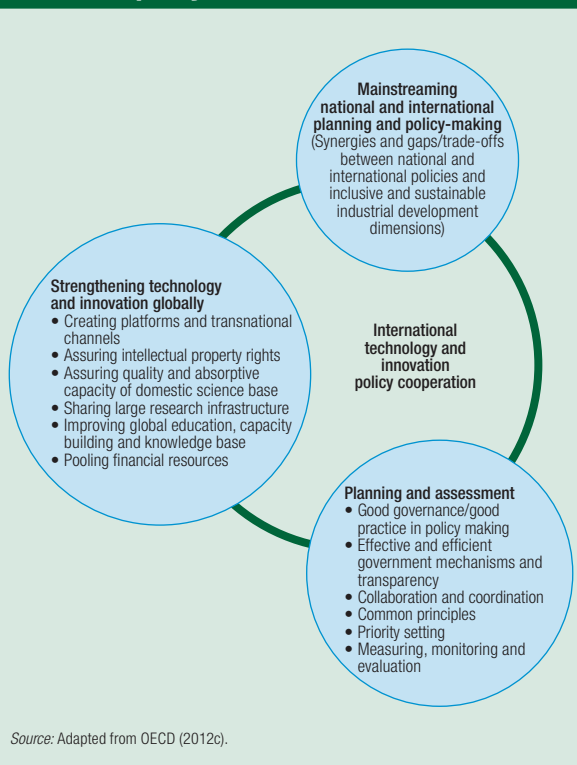 Mainstreaming
national and international
planning and policy-making
(Synergies and gaps/trade-offs
between national and
international policies and
inclusive and sustainable
industrial development
dimensions)
Strengthening technology
and innovation globally
• Creating platforms and transnational
channels
• Assuring intellectual property rights
• Assuring quality and absorptive
capacity of domestic science base
• Sharing large research infrastructure
• Improving global education, capacity
building and knowledge base
• Pooling financial resources
International
technology and
innovation
policy cooperation
Planning and assessment
• Good governance/good
practice in policy making
• Effective and efficient
government mechanisms and
transparency
• Collaboration and coordination
• Common principles
• Priority setting
• Measuring, monitoring and
evaluation
Source: Adapted from OECD (2012c).